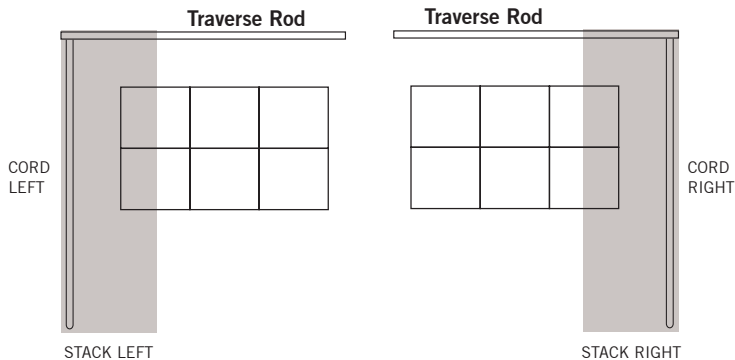 Traverse Rod
Traverse Rod
CORD
LEFT
CORD
RIGHT
STACK LEFT
STACK RIGHT